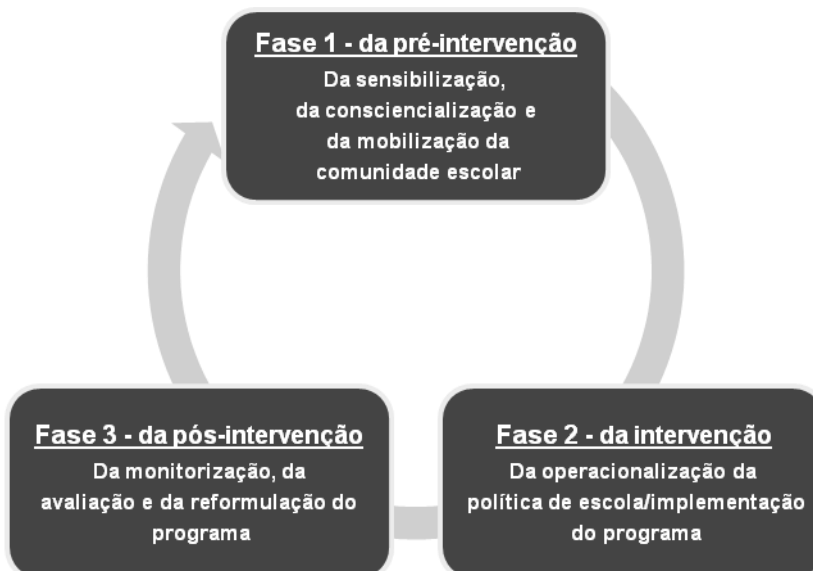 Fase 1 - da pré-intervenção
Da sensibilização,
da consciencialização e
da mobilização da
comunidade escolar
Fase 3 - da pós-intervenção
Da monitorização, da
avaliação e da reformulação do
programa
Fase 2 - da intervenção
Da operacionalização da
política de escola/implementação
do programa